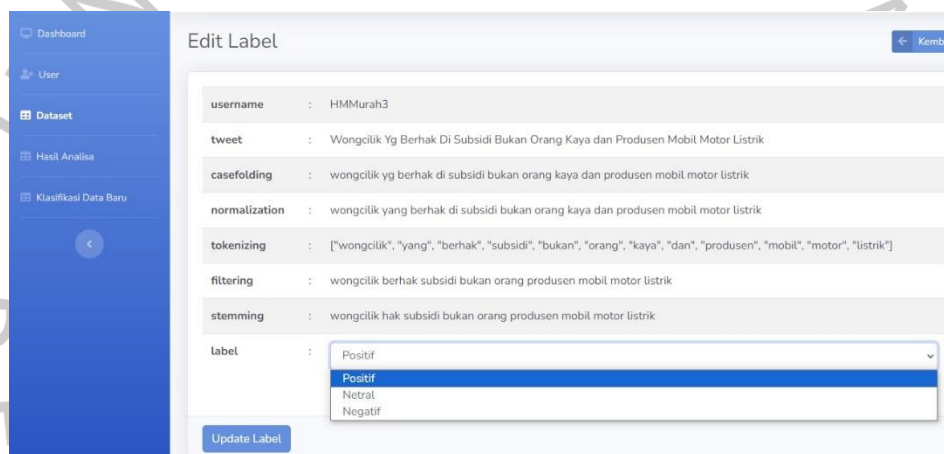 Dashboard
User
Dataset
Hasil Analisa
Klasifikasi Data Baru
Edit Label
Kemb
username : HMMurah3
tweet : Wongcilik Yg Berhak Di Subsidi Bukan Orang Kaya dan Produsen Mobil Motor Listrik
casefolding : wongcilik yg berhak di subsidi bukan orang kaya dan produsen mobil motor listrik
normalization : wongcilik yang berhak di subsidi bukan orang kaya dan produsen mobil motor listrik
tokenizing : ["wongcilik", "yang", "berhak", "subsidi", "bukan", "orang", "kaya", "dan", "produsen", "mobil", "motor", "listrik"]
filtering : wongcilik berhak subsidi bukan orang produsen mobil motor listrik
stemming : wongcilik hak subsidi bukan orang produsen mobil motor listrik
label : Positif
Positif
Netral
Negatif
Update Label